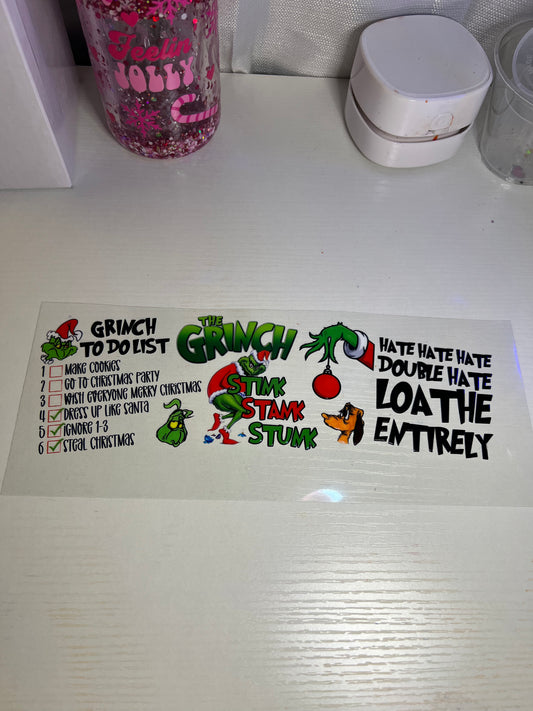 Feelin
JOLLY
GRINCH
TO DO LIST
1 MAKE COOKIES
2 GO TO CHRISTMAS PARTY
3 WISH EVERYONE MERRY CHRISTMAS
4 DRESS UP LIKE SANTA
5 IGNORE 1-3
6 STEAL CHRISTMAS
THE
GRINCH
STINK
STANK
STUNK
HATE HATE HATE
DOUBLE HATE
LOATHE
ENTIRELY